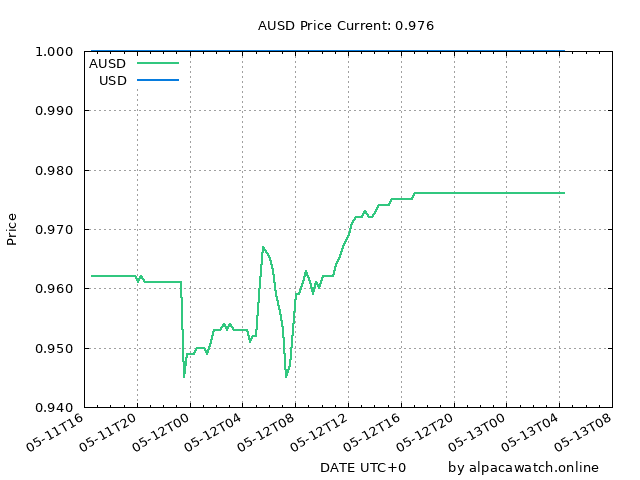 AUSD Price Current: 0.976
1.000
0.990
0.980
0.970
0.960
0.950
0.940
Price
AUSD
USD
05-11T16
05-11T20
05-12T00
05-12T04
05-12T08
05-12T12
05-12T16
05-12T20
05-13T00
05-13T04
05-13T08
DATE UTC+0
by alpacawatch.online